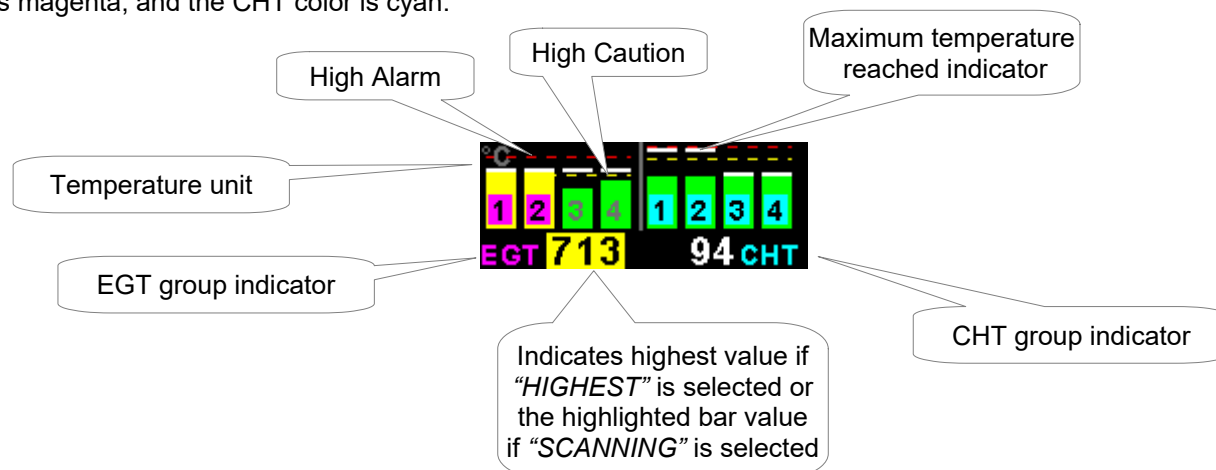 s magenta, and the CHT color is cyan.
High Alarm
High Caution
Maximum temperature
reached indicator
Temperature unit
°C
1 2 3 4 1 2 3 4
EGT 713 94 CHT
EGT group indicator
CHT group indicator
Indicates highest value if
“HIGHEST” is selected or
the highlighted bar value
if “SCANNING” is selected